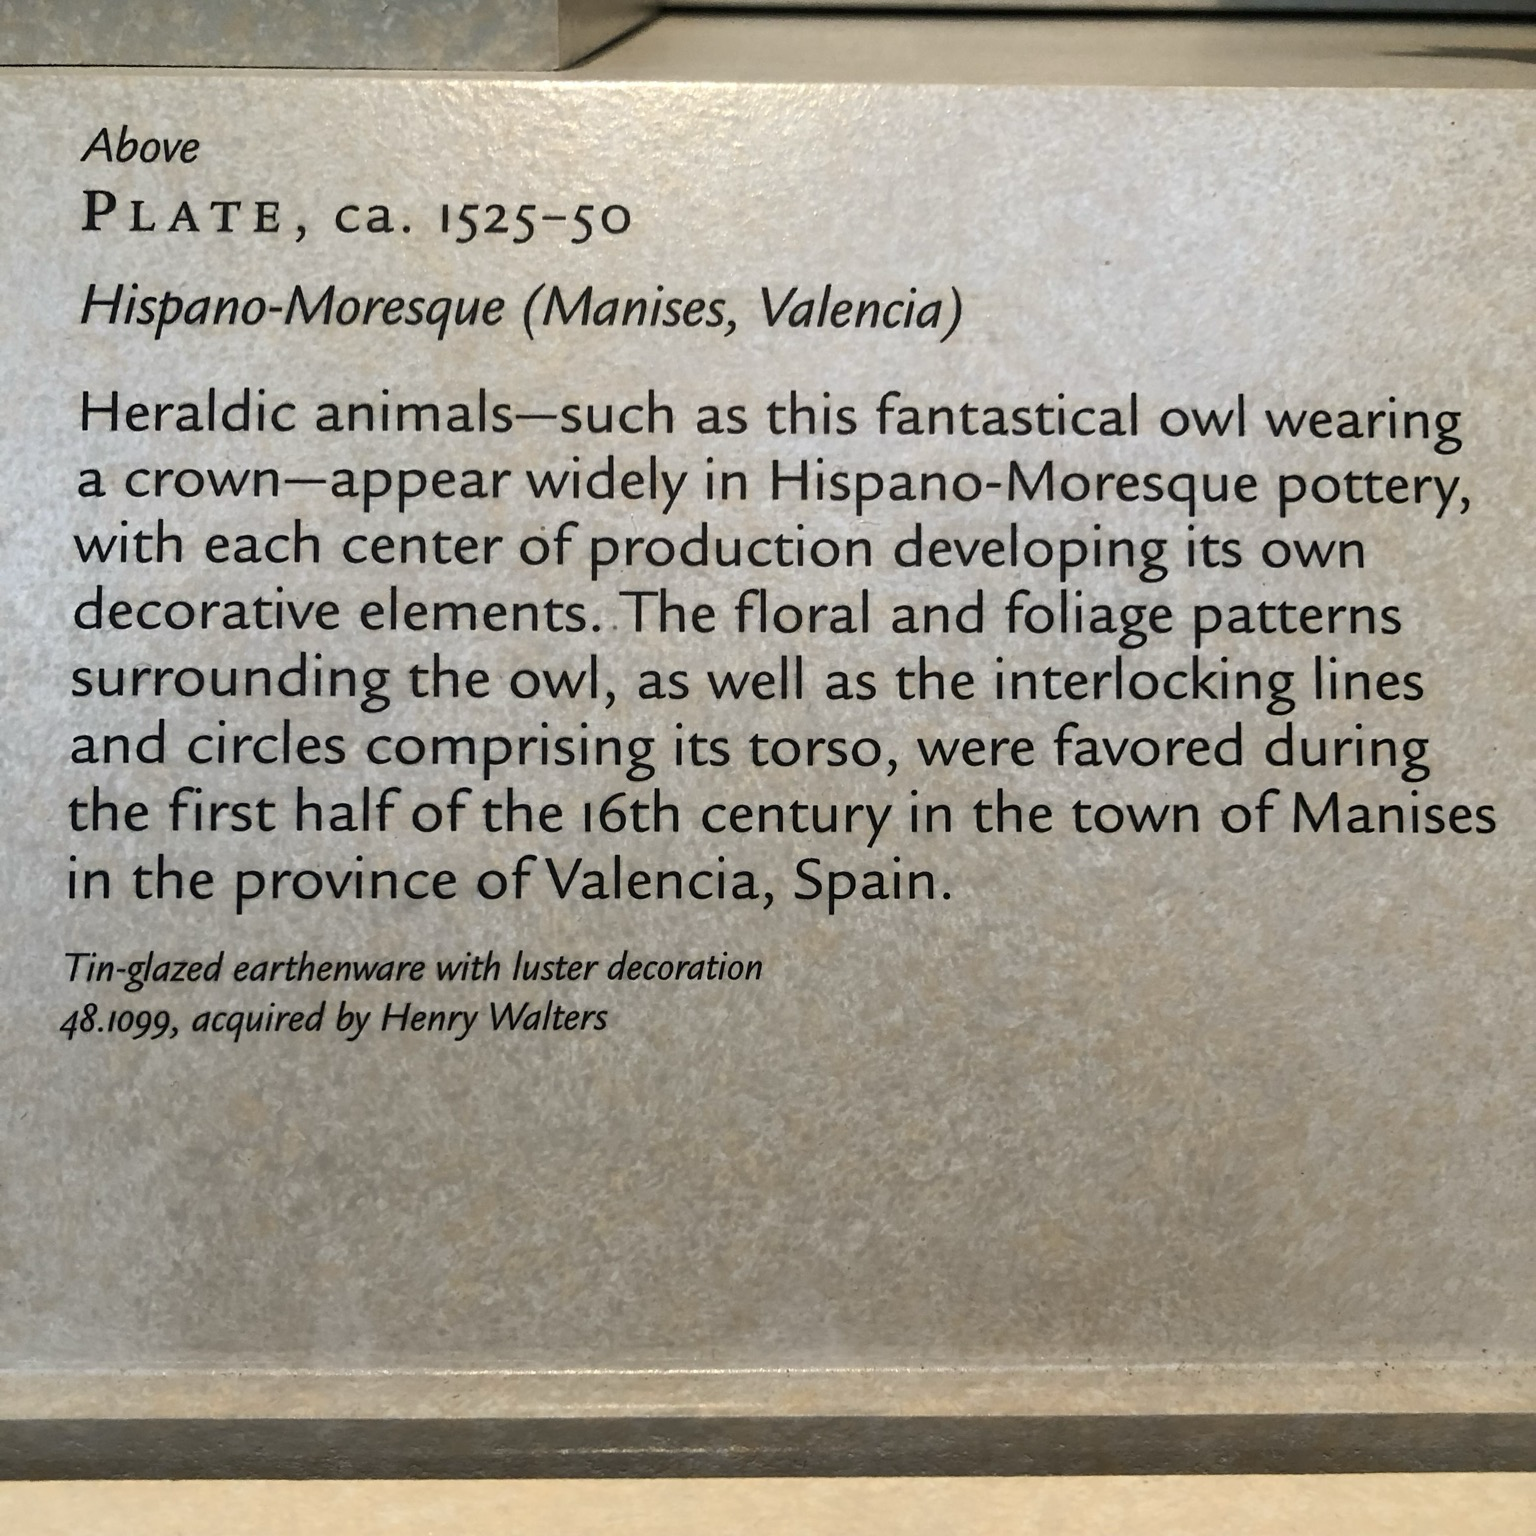 Above
PLATE, ca. 1525–50
Hispano-Moresque (Manises, Valencia)
Heraldic animals—such as this fantastical owl wearing
a crown—appear widely in Hispano-Moresque pottery,
with each center of production developing its own
decorative elements. The floral and foliage patterns
surrounding the owl, as well as the interlocking lines
and circles comprising its torso, were favored during
the first half of the 16th century in the town of Manises
in the province of Valencia, Spain.
Tin-glazed earthenware with luster decoration
48.1099, acquired by Henry Walters